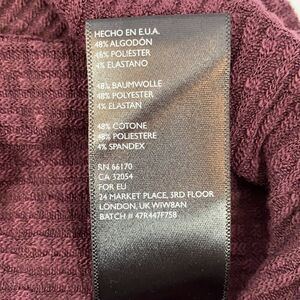 HECHO EN E.U.A.
48% ALGODÓN
48% POLIÉSTER
4% ELASTANO
48% BAUMWOLLE
48% POLYESTER
4% ELASTAN
48% COTONE
48% POLIESTERE
4% SPANDEX
RN 66170
CA 32054
FOR EU
24 MARKET PLACE, 3RD FLOOR
LONDON, UK W1W8AN
BATCH # 47R447F758